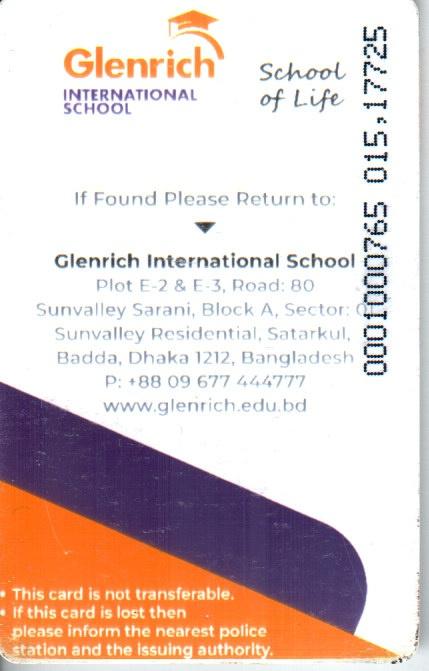 Glenrich
INTERNATIONAL
SCHOOL
School
of Life
0001000765 015,17725
If Found Please Return to:
Glenrich International School
Plot E-2 & E-3, Road: 80
Sunvalley Sarani, Block A, Sector:
Sunvalley Residential, Satarkul,
Badda, Dhaka 1212, Bangladesh
P: +88 09 677 444777
www.glenrich.edu.bd
• This card is not transferable.
• If this card is lost then
please inform the nearest police
station and the issuing authority.